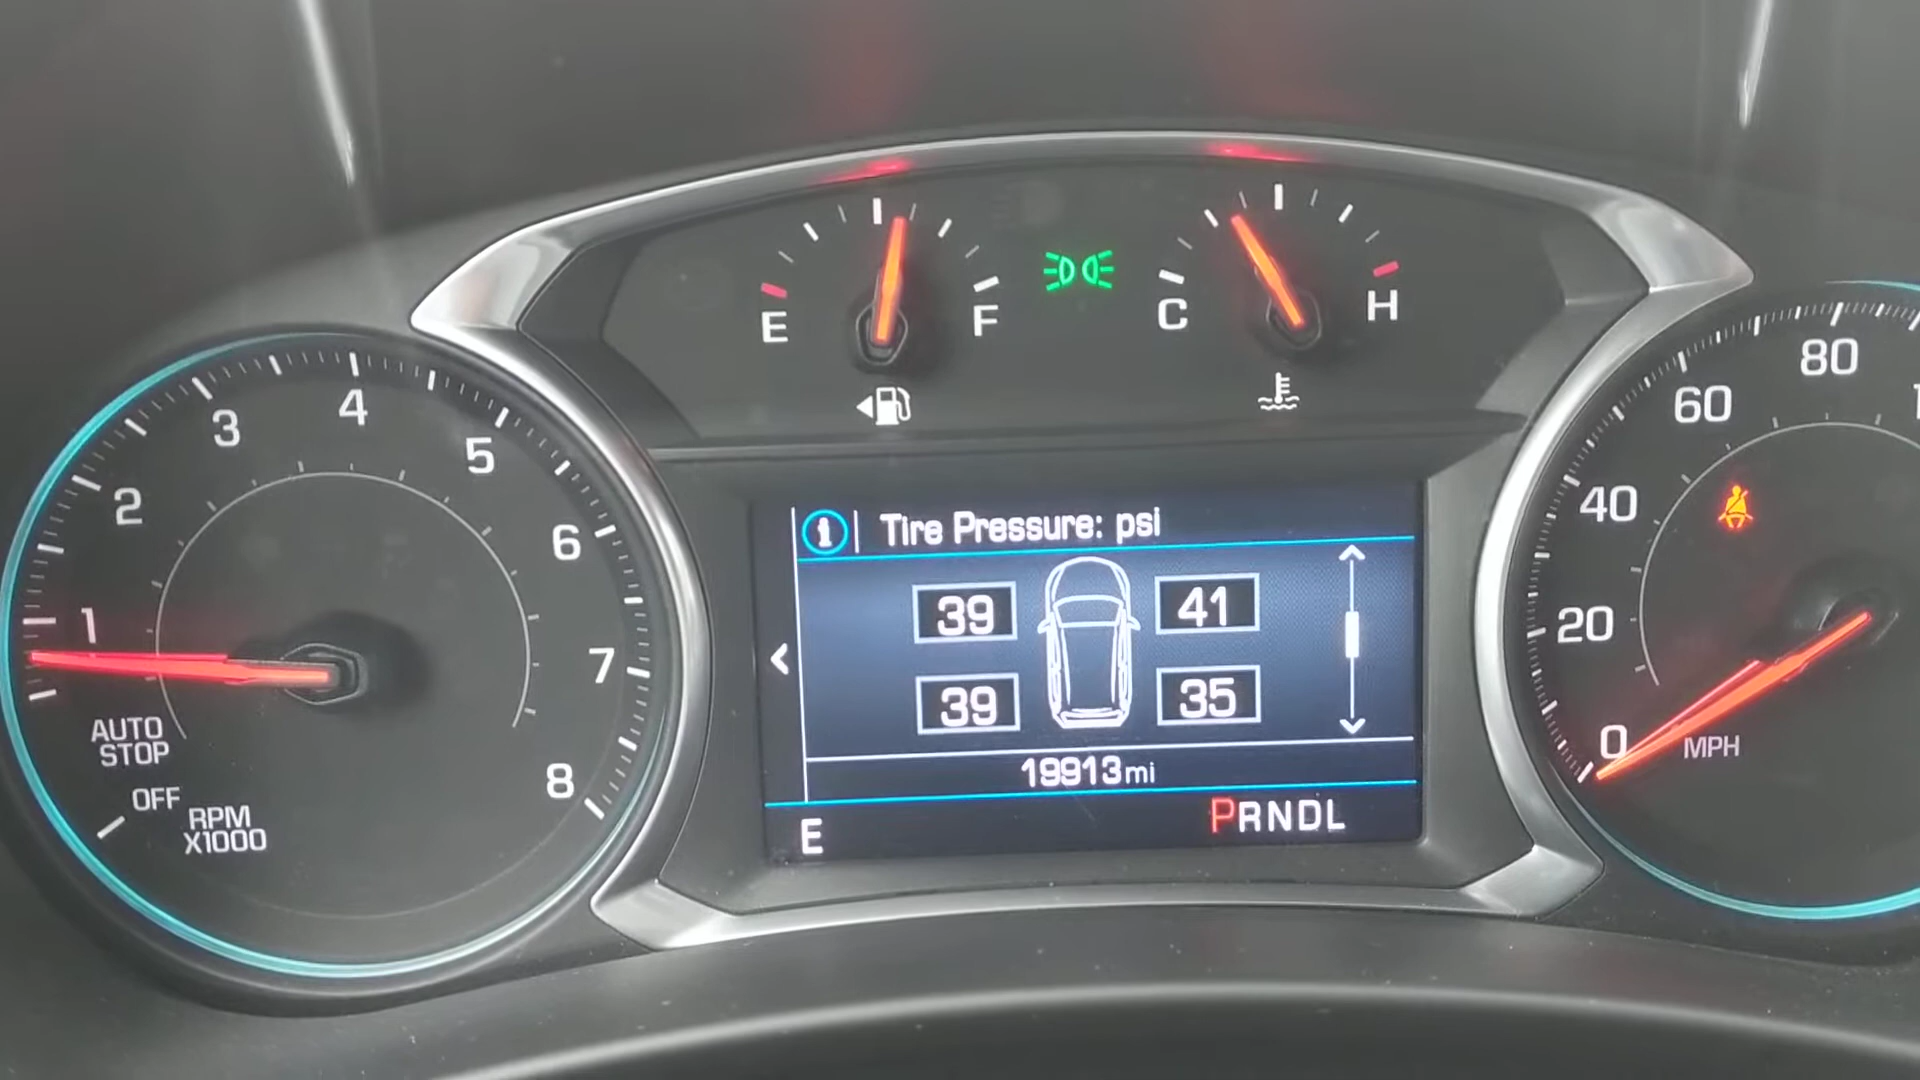 E F
C H
1 2 3 4 5 6 7 8
AUTO
STOP
OFF
RPM
X1000
Tire Pressure: psi
39 41
39 35
19913mi
E PRNDL
0 20 40 60 80
MPH